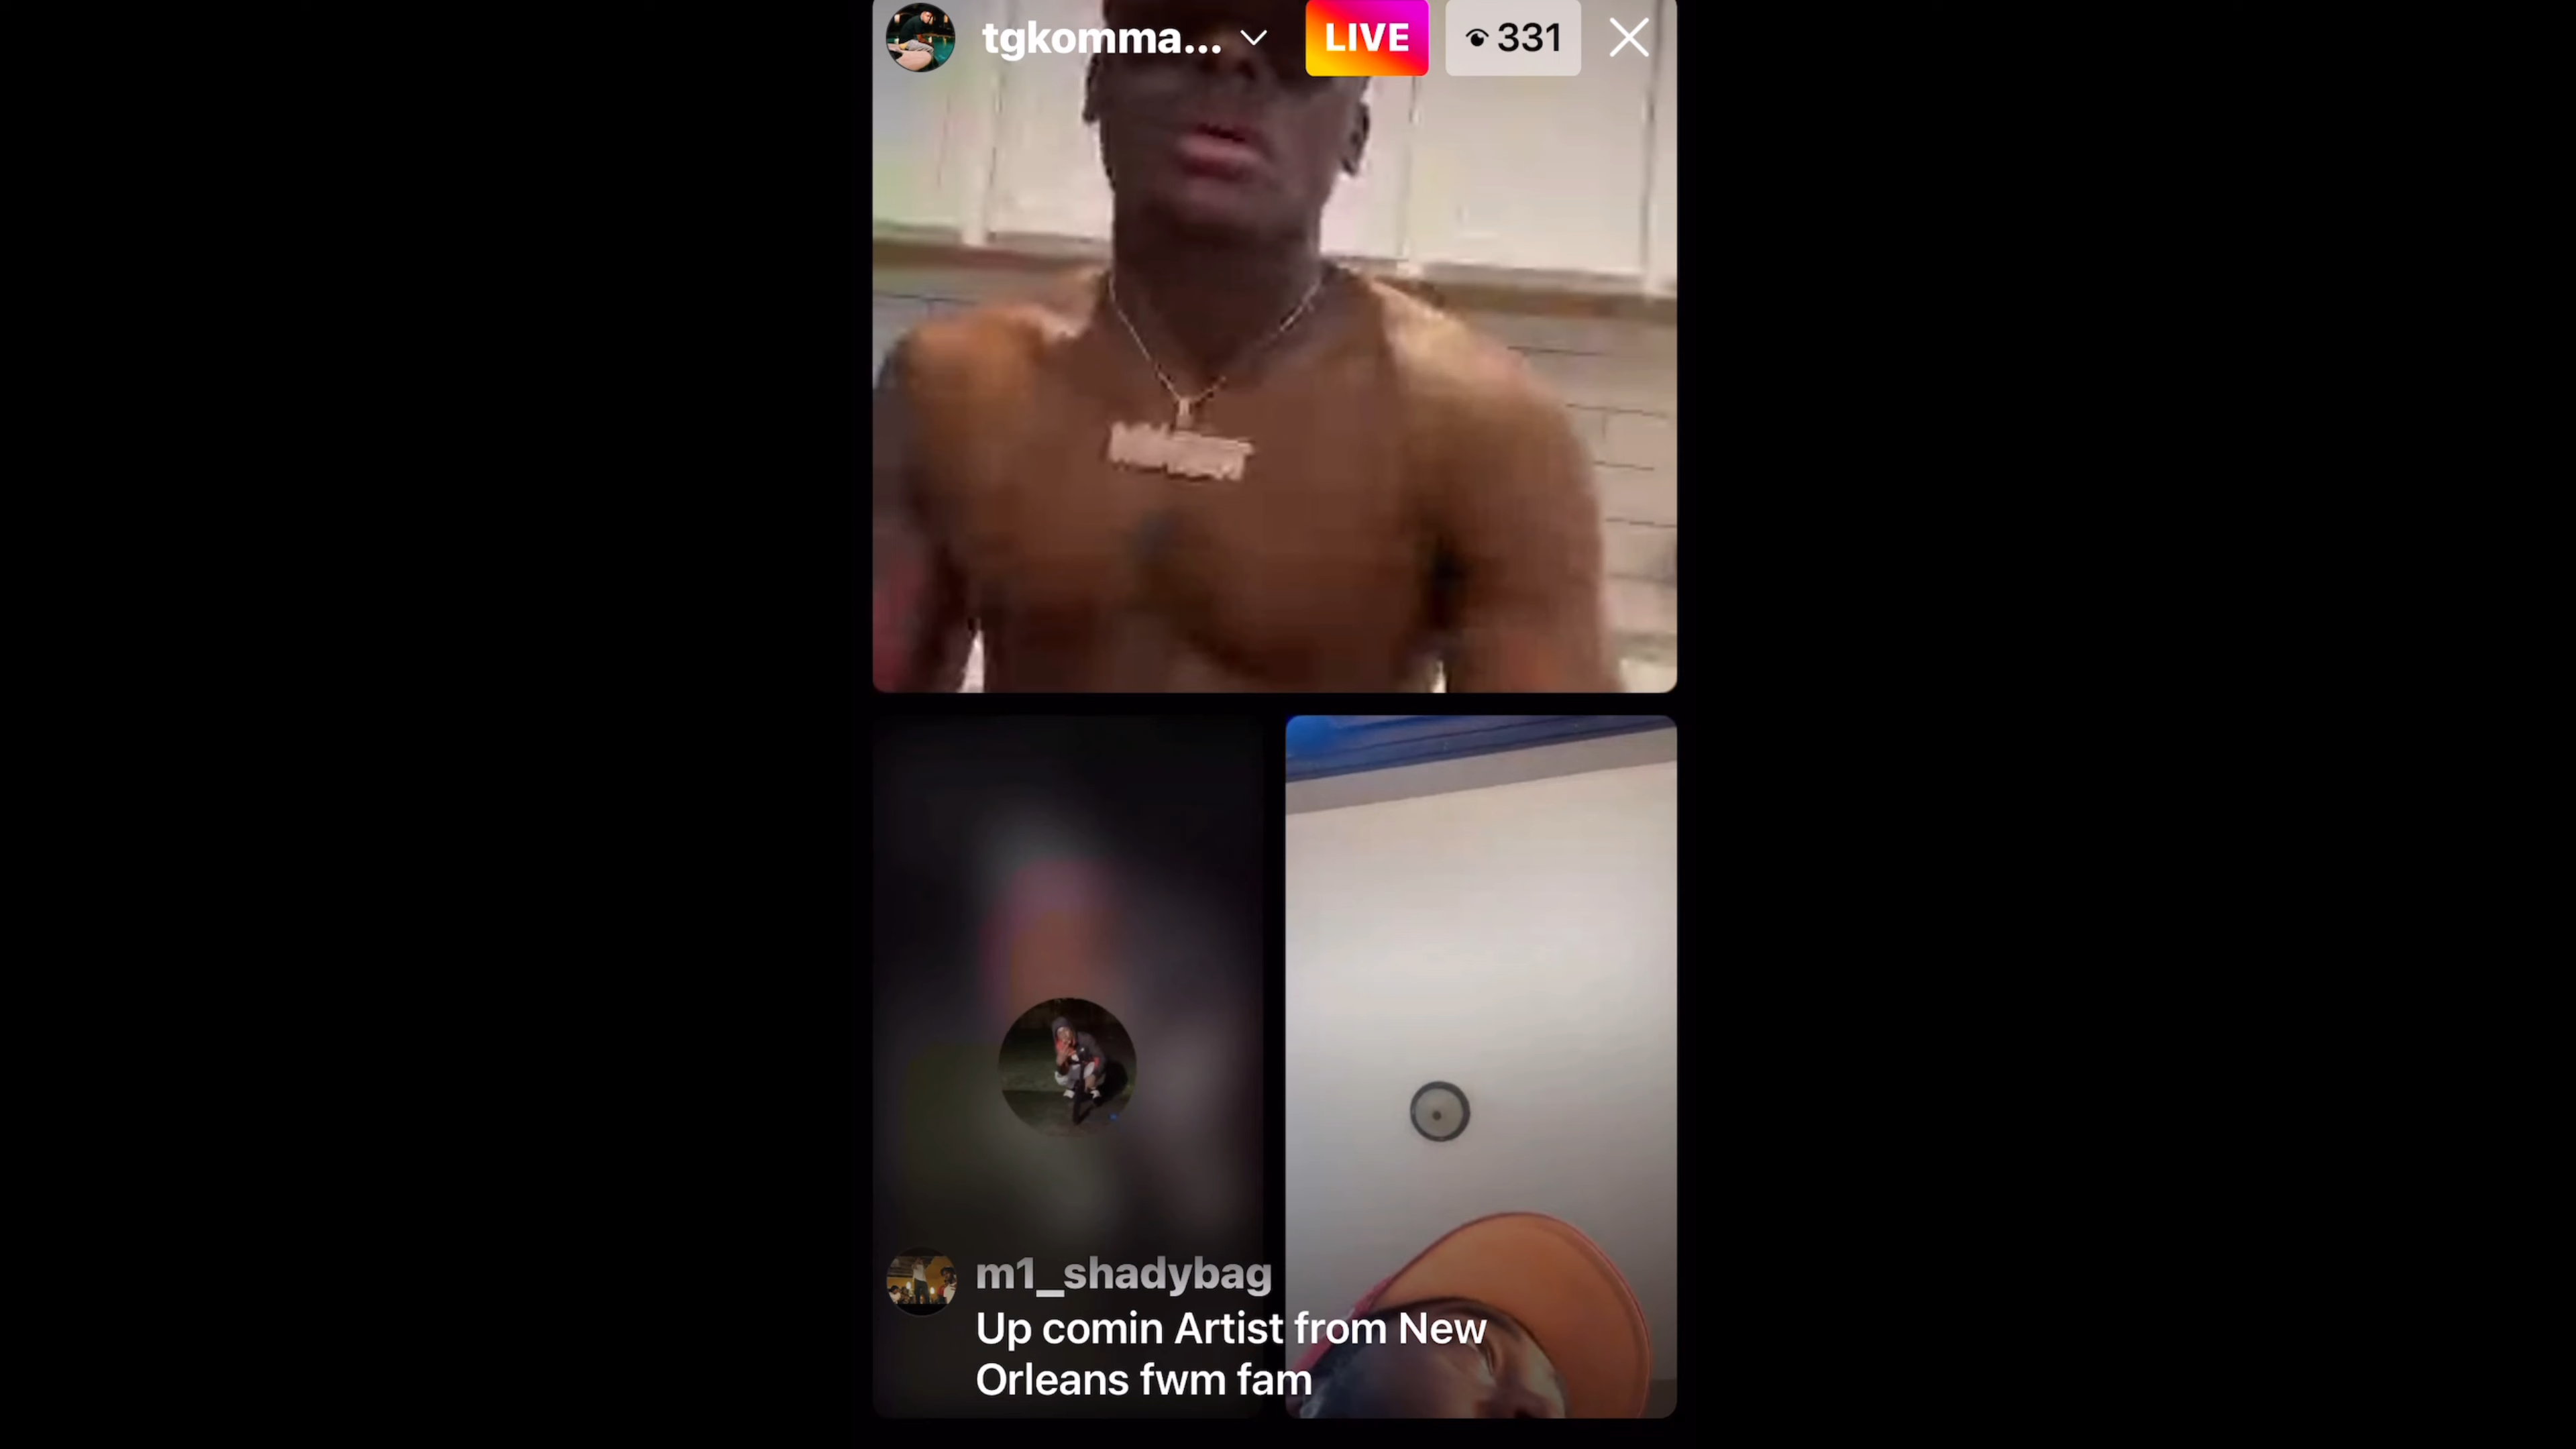 tgkomma...
LIVE
331
m1_shadybag
Up comin Artist from New
Orleans fwm fam